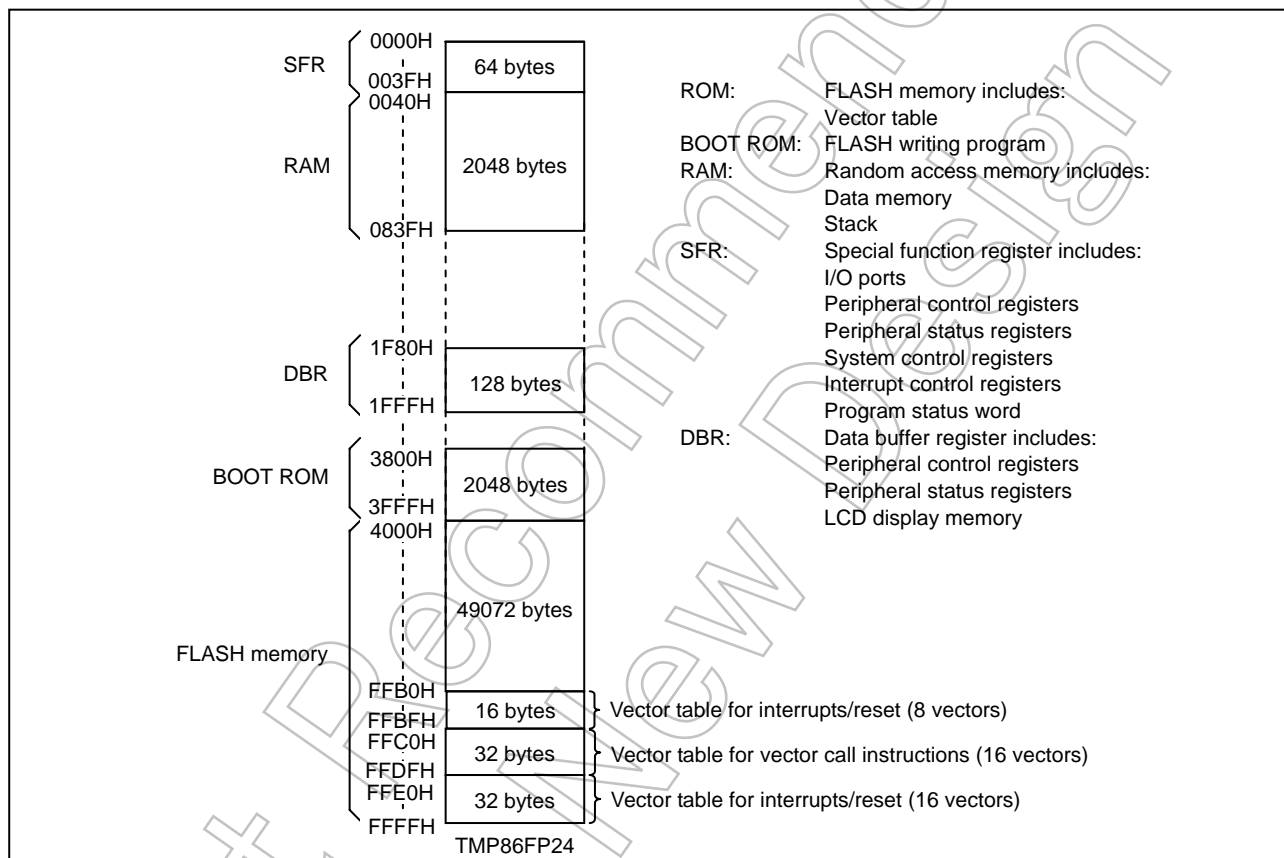 0000H
SFR
64 bytes
003FH
0040H
RAM
2048 bytes
083FH
1F80H
DBR
128 bytes
1FFFH
3800H
BOOT ROM
2048 bytes
3FFFH
4000H
49072 bytes
FLASH memory
FFB0H
16 bytes
Vector table for interrupts/reset (8 vectors)
FFBFH
FFC0H
32 bytes
Vector table for vector call instructions (16 vectors)
FFDFH
FFE0H
32 bytes
Vector table for interrupts/reset (16 vectors)
FFFFH
TMP86FP24
ROM: FLASH memory includes:
Vector table
BOOT ROM: FLASH writing program
RAM: Random access memory includes:
Data memory
Stack
SFR: Special function register includes:
I/O ports
Peripheral control registers
Peripheral status registers
System control registers
Interrupt control registers
Program status word
DBR: Data buffer register includes:
Peripheral control registers
Peripheral status registers
LCD display memory
New Design